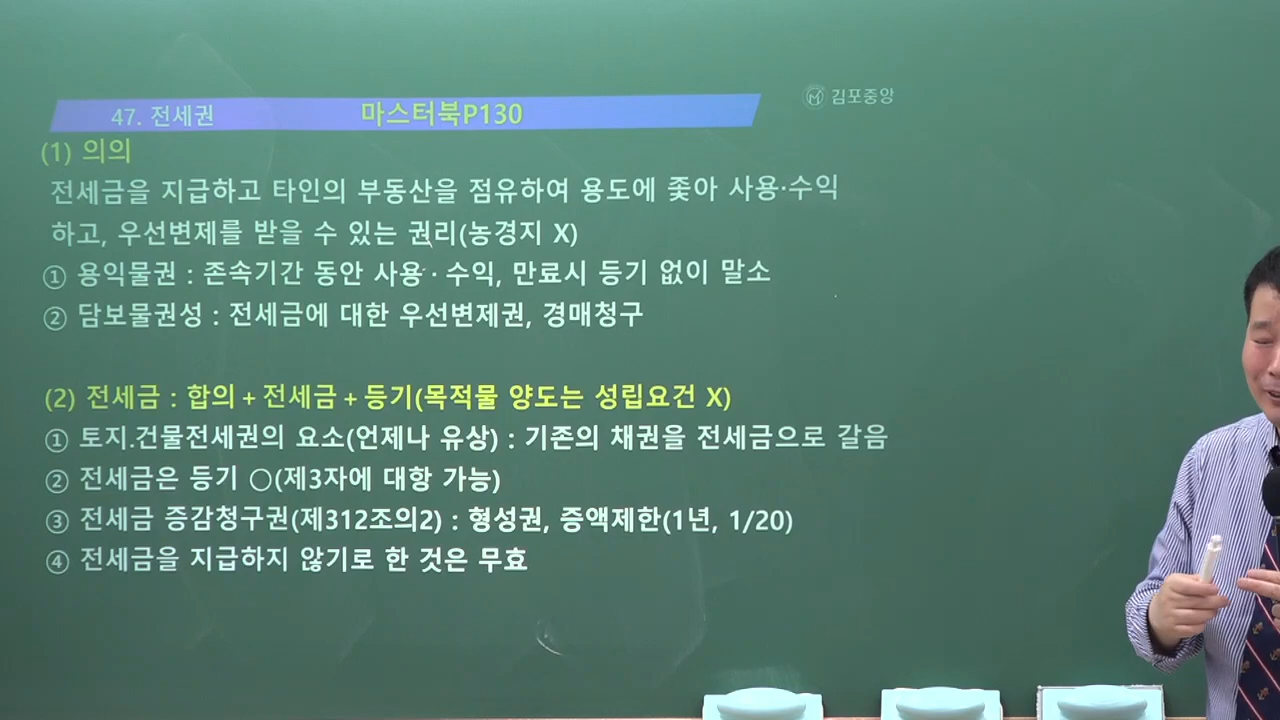 47. 전세권 마스터북P130
김포중앙
(1) 의의
전세금을 지급하고 타인의 부동산을 점유하여 용도에 좇아 사용·수익
하고, 우선변제를 받을 수 있는 권리(농경지 X)
① 용익물권 : 존속기간 동안 사용·수익, 만료시 등기 없이 말소
② 담보물권성 : 전세금에 대한 우선변제권, 경매청구
(2) 전세금 : 합의+전세금+등기(목적물 양도는 성립요건 X)
① 토지.건물전세권의 요소(언제나 유상) : 기존의 채권을 전세금으로 갈음
② 전세금은 등기 ○(제3자에 대항 가능)
③ 전세금 증감청구권(제312조의2) : 형성권, 증액제한(1년, 1/20)
④ 전세금을 지급하지 않기로 한 것은 무효